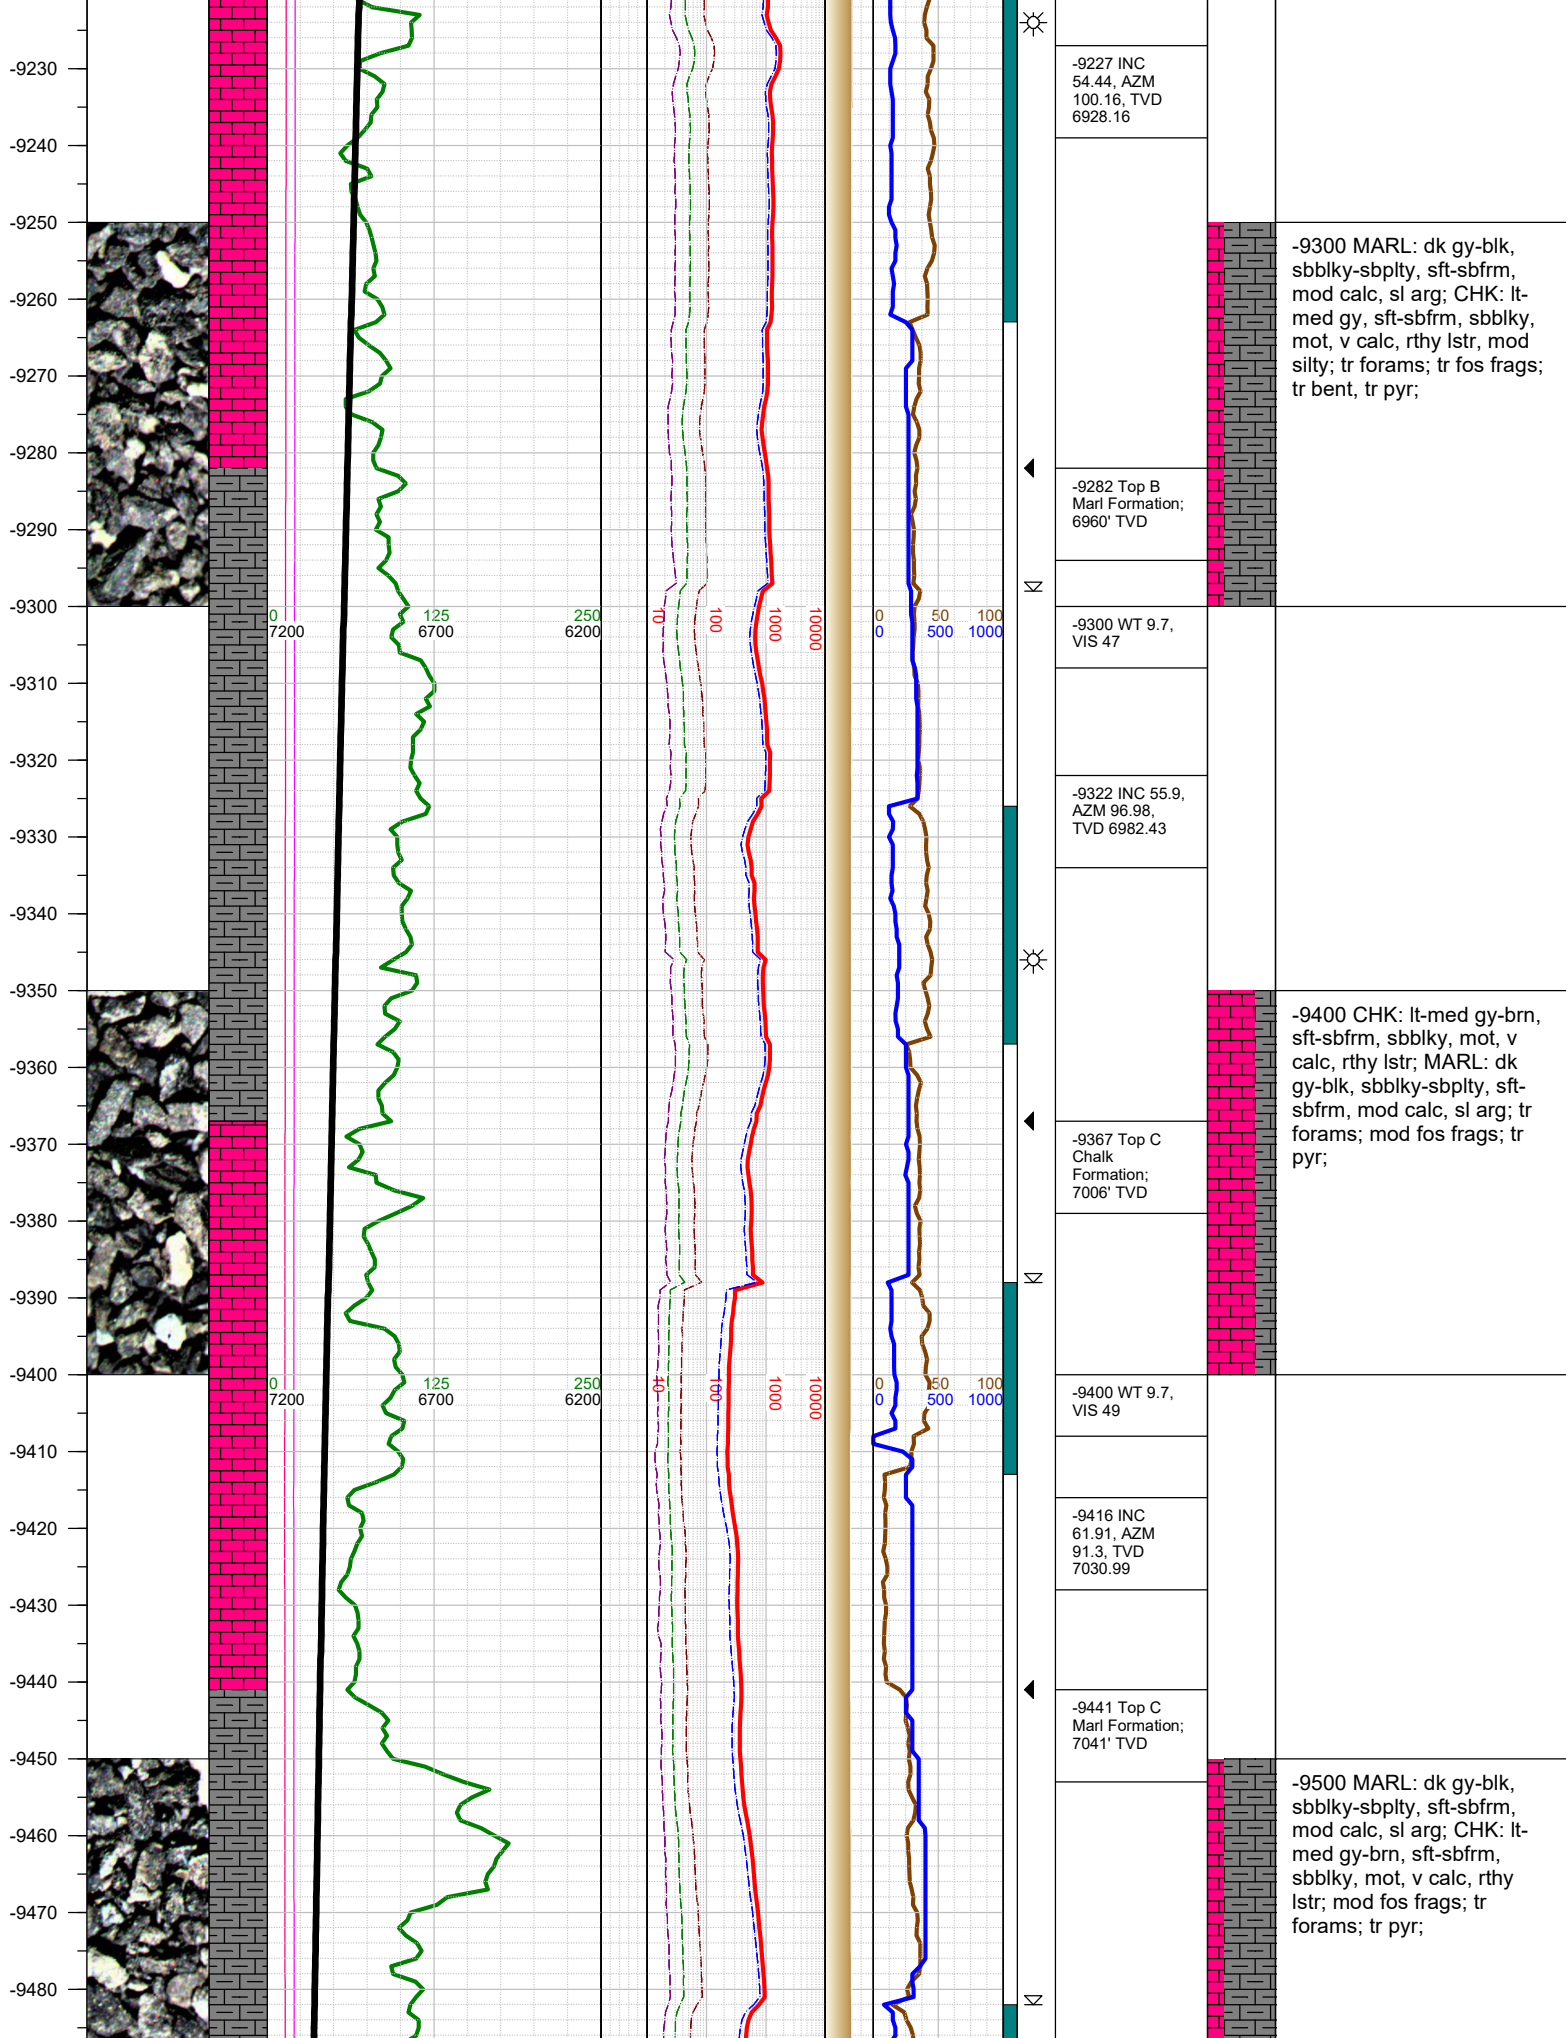 -9230
-9240
-9250
-9260
-9270
-9280
-9290
-9300
-9310
-9320
-9330
-9340
-9350
-9360
-9370
-9380
-9390
-9400
-9410
-9420
-9430
-9440
-9450
-9460
-9470
-9480
0 125 250
7200 6700 6200
10 100 1000 10000
0 50 100
0 500 1000
0 125 250
7200 6700 6200
10 100 1000 10000
0 50 100
0 500 1000
-9227 INC
54.44, AZM
100.16, TVD
6928.16
-9282 Top B
Marl Formation;
6960' TVD
-9300 WT 9.7,
VIS 47
-9322 INC 55.9,
AZM 96.98,
TVD 6982.43
-9367 Top C
Chalk
Formation;
7006' TVD
-9400 WT 9.7,
VIS 49
-9416 INC
61.91, AZM
91.3, TVD
7030.99
-9441 Top C
Marl Formation;
7041' TVD
-9300 MARL: dk gy-blk,
sbblky-sbplty, sft-sbfrm,
mod calc, sl arg; CHK: lt-
med gy, sft-sbfrm, sbblky,
mot, v calc, rthy lstr, mod
silty; tr forams; tr fos frags;
tr bent, tr pyr;
-9400 CHK: lt-med gy-brn,
sft-sbfrm, sbblky, mot, v
calc, rthy lstr; MARL: dk
gy-blk, sbblky-sbplty, sft-
sbfrm, mod calc, sl arg; tr
forams; mod fos frags; tr
pyr;
-9500 MARL: dk gy-blk,
sbblky-sbplty, sft-sbfrm,
mod calc, sl arg; CHK: lt-
med gy-brn, sft-sbfrm,
sbblky, mot, v calc, rthy
lstr; mod fos frags; tr
forams; tr pyr;